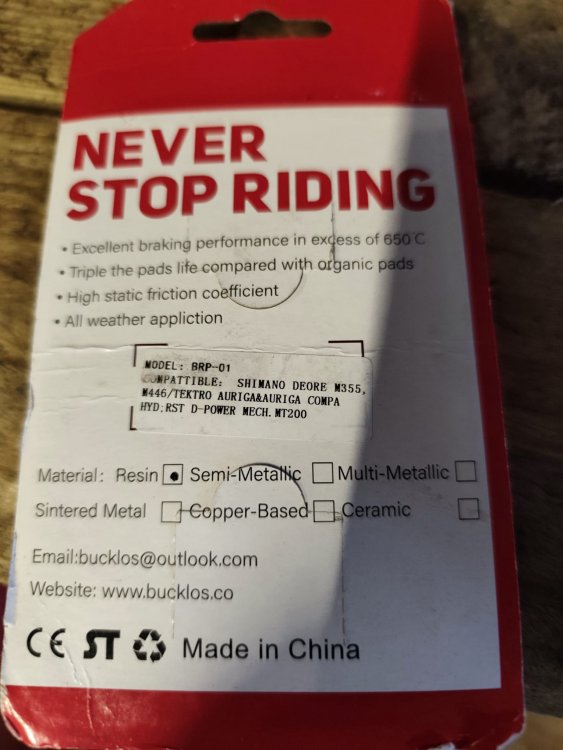 NEVER
STOP RIDING
• Excellent braking performance in excess of 650°C
• Triple the pads life compared with organic pads
• High static friction coefficient
• All weather appliction
MODEL: BRP-01
COMPATTIBLE: SHIMANO DEORE M355,
M446/TEKTRO AURIGA&AURIGA COMPA
HYD;RST D-POWER MECH.MT200
Material: Resin Semi-Metallic Multi-Metallic
Sintered Metal Copper-Based Ceramic
Email:bucklos@outlook.com
Website: www.bucklos.co
CE ST Made in China